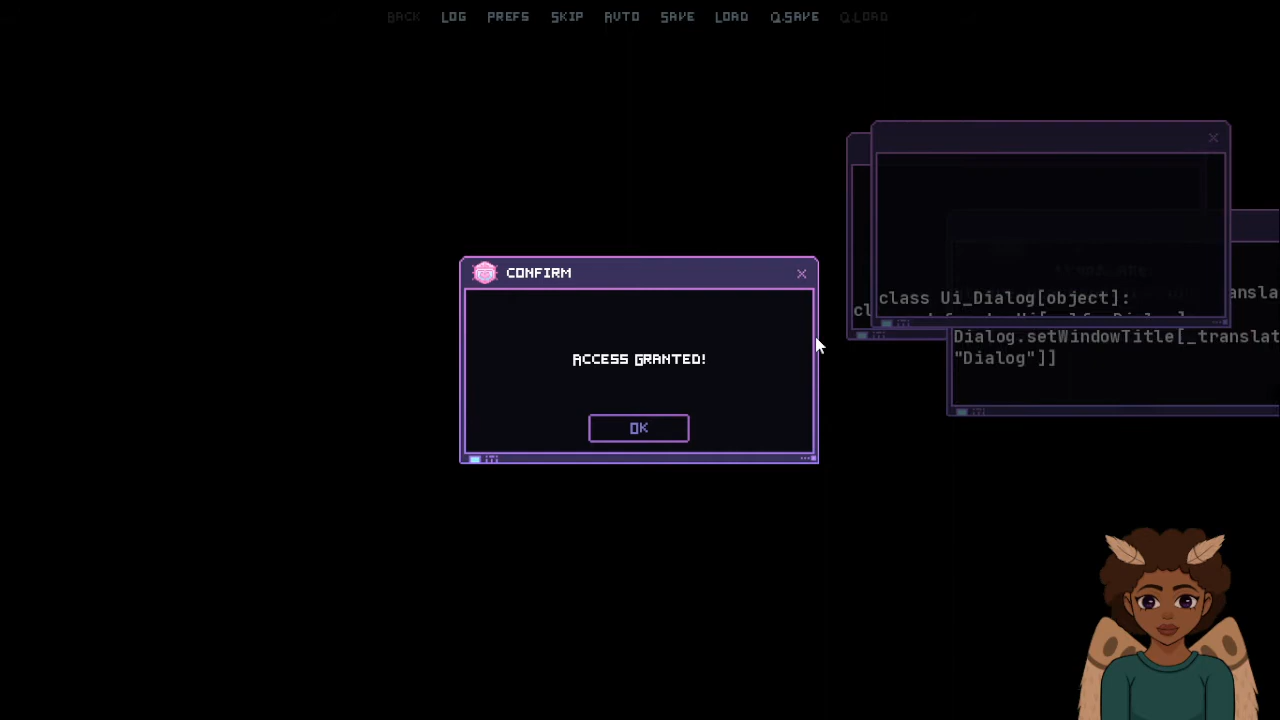 BACK LOG PREFS SKIP AUTO SAVE LOAD Q.SAVE Q.LOAD
CONFIRM
ACCESS GRANTED!
OK
class Ui_Dialog[object]:
Dialog.setWindowTitle[_translat
"Dialog"]]